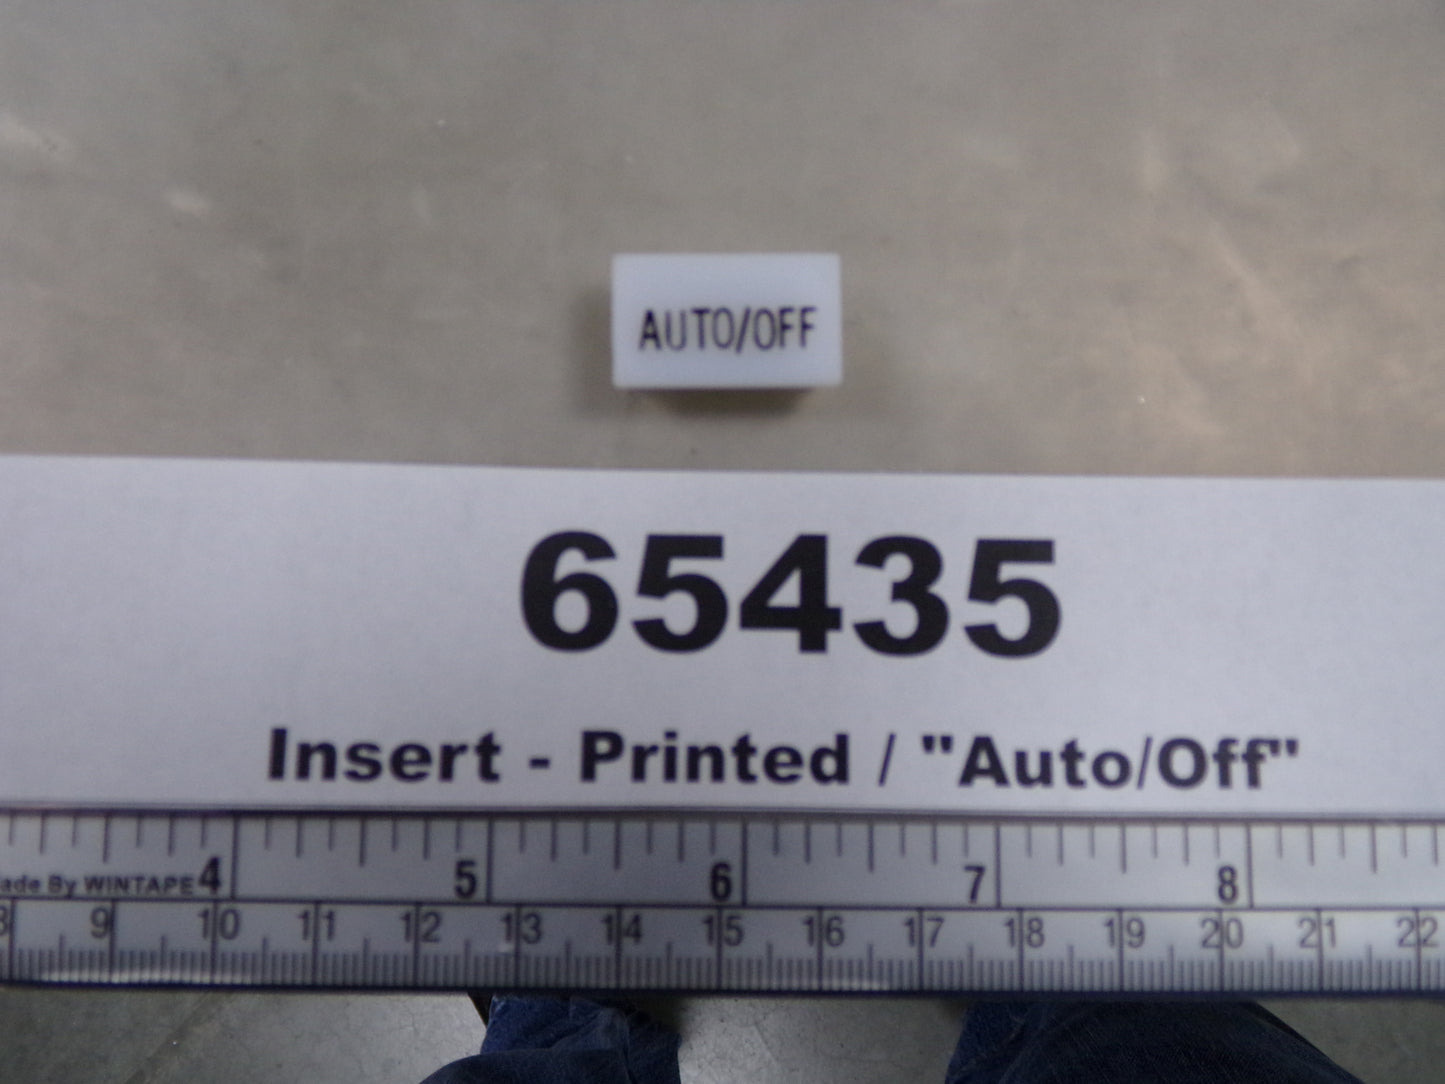 AUTO/OFF
65435
Insert - Printed / "Auto/Off"
4 5 6 7 8
ade By WINTAPE
9 10 11 12 13 14 15 16 17 18 19 20 21 22